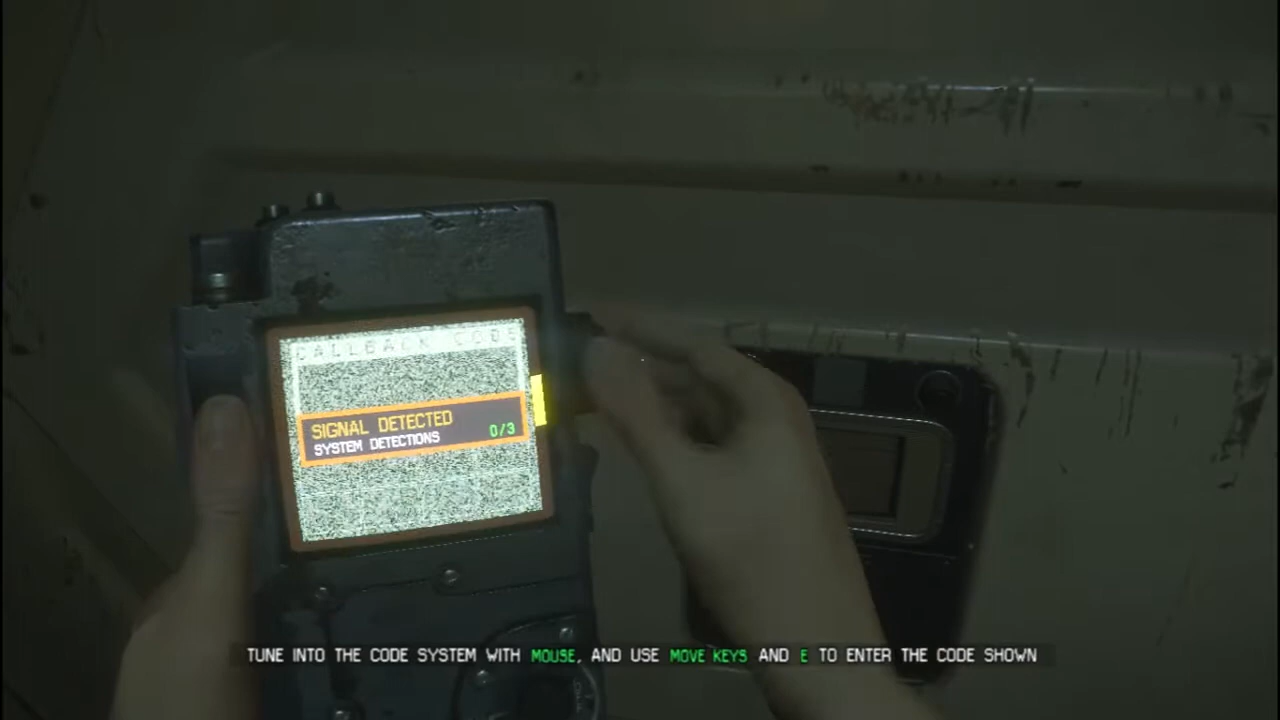 CALLBACK CODE
SIGNAL DETECTED
SYSTEM DETECTIONS 0/3
TUNE INTO THE CODE SYSTEM WITH MOUSE, AND USE MOVE KEYS AND E TO ENTER THE CODE SHOWN